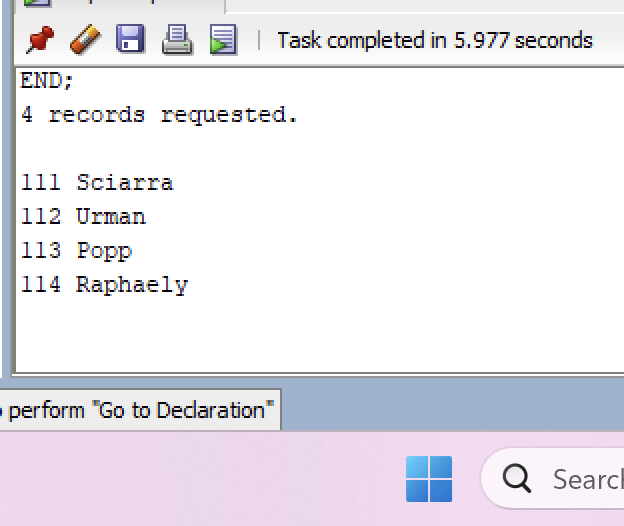 Task completed in 5.977 seconds
END;
4 records requested.
111 Sciarra
112 Urman
113 Popp
114 Raphaely
perform "Go to Declaration"
Search